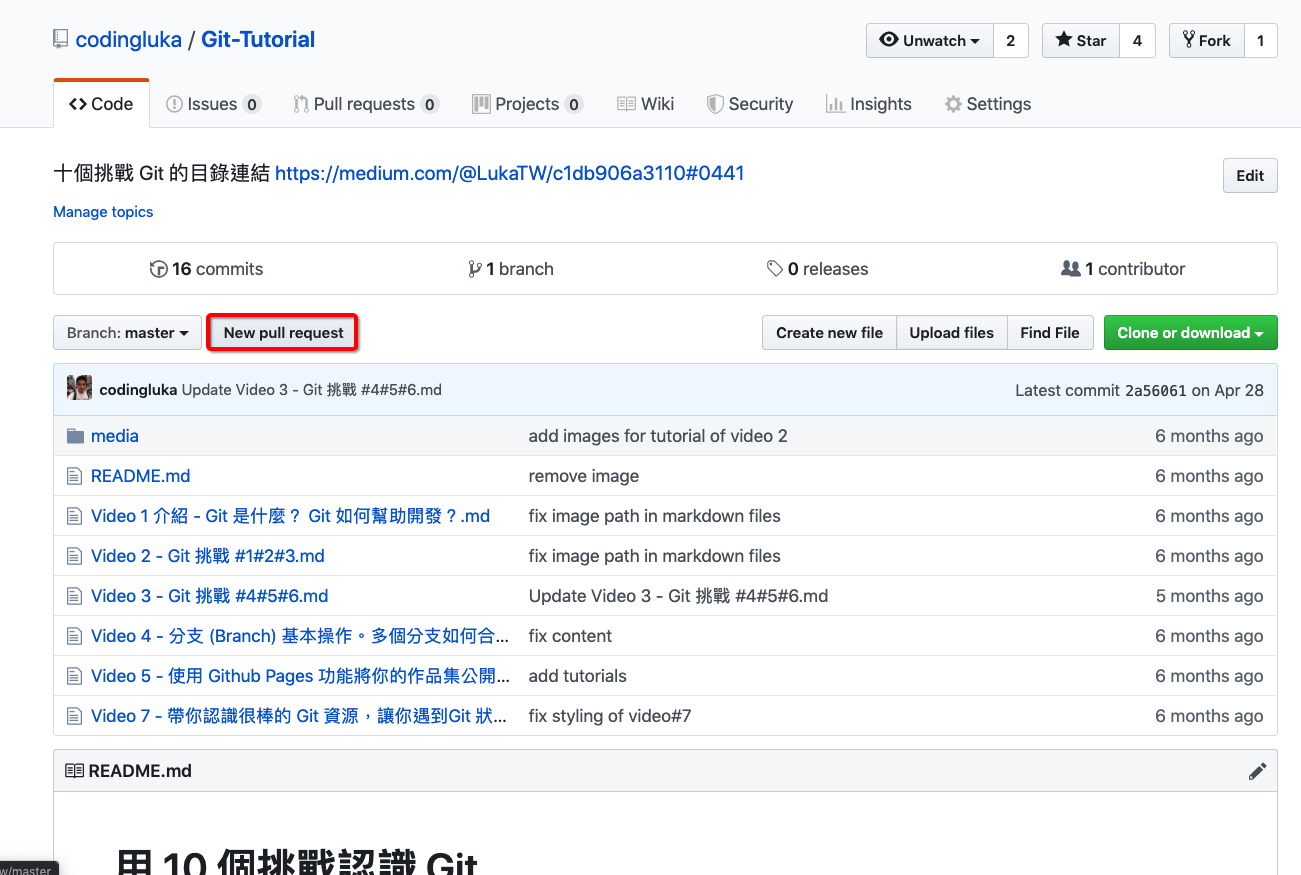 codingluka / Git-Tutorial
Unwatch 2 Star 4 Fork 1
Code Issues 0 Pull requests 0 Projects 0 Wiki Security Insights Settings
十個挑戰 Git 的目錄連結 https://medium.com/@LukaTW/c1db906a3110#0441
Edit
Manage topics
16 commits 1 branch 0 releases 1 contributor
Branch: master New pull request Create new file Upload files Find File Clone or download
codingluka Update Video 3 - Git 挑戰 #4#5#6.md Latest commit 2a56061 on Apr 28
media add images for tutorial of video 2 6 months ago
README.md remove image 6 months ago
Video 1 介紹 - Git 是什麼? Git 如何幫助開發?.md fix image path in markdown files 6 months ago
Video 2 - Git 挑戰 #1#2#3.md fix image path in markdown files 6 months ago
Video 3 - Git 挑戰 #4#5#6.md Update Video 3 - Git 挑戰 #4#5#6.md 5 months ago
Video 4 - 分支 (Branch) 基本操作。多個分支如何合... fix content 6 months ago
Video 5 - 使用 Github Pages 功能將你的作品集公開... add tutorials 6 months ago
Video 7 - 帶你認識很棒的 Git 資源,讓你遇到Git 狀... fix styling of video#7 6 months ago
README.md
用 10 個挑戰認識 Git
w/master